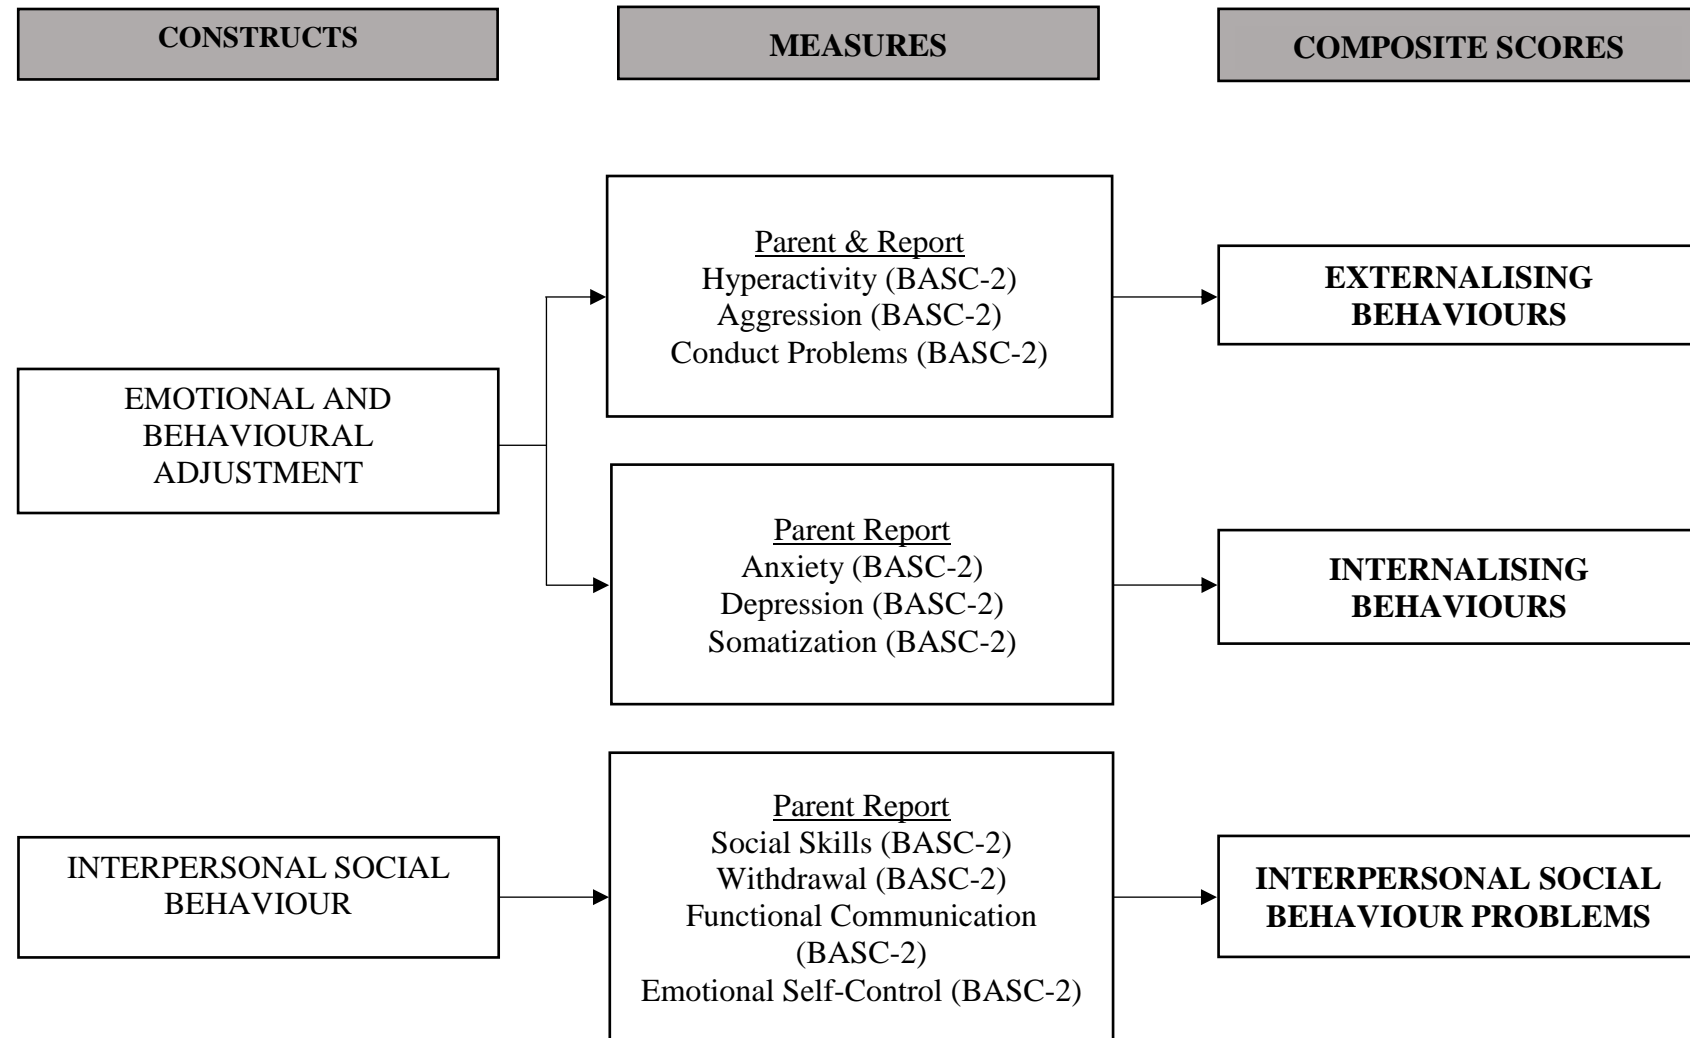 CONSTRUCTS
MEASURES
COMPOSITE SCORES
Parent & Report
Hyperactivity (BASC-2)
Aggression (BASC-2)
Conduct Problems (BASC-2)
EXTERNALISING
BEHAVIOURS
EMOTIONAL AND
BEHAVIOURAL
ADJUSTMENT
Parent Report
Anxiety (BASC-2)
Depression (BASC-2)
Somatization (BASC-2)
INTERNALISING
BEHAVIOURS
INTERPERSONAL SOCIAL
BEHAVIOUR
Parent Report
Social Skills (BASC-2)
Withdrawal (BASC-2)
Functional Communication
(BASC-2)
Emotional Self-Control (BASC-2)
INTERPERSONAL SOCIAL
BEHAVIOUR PROBLEMS